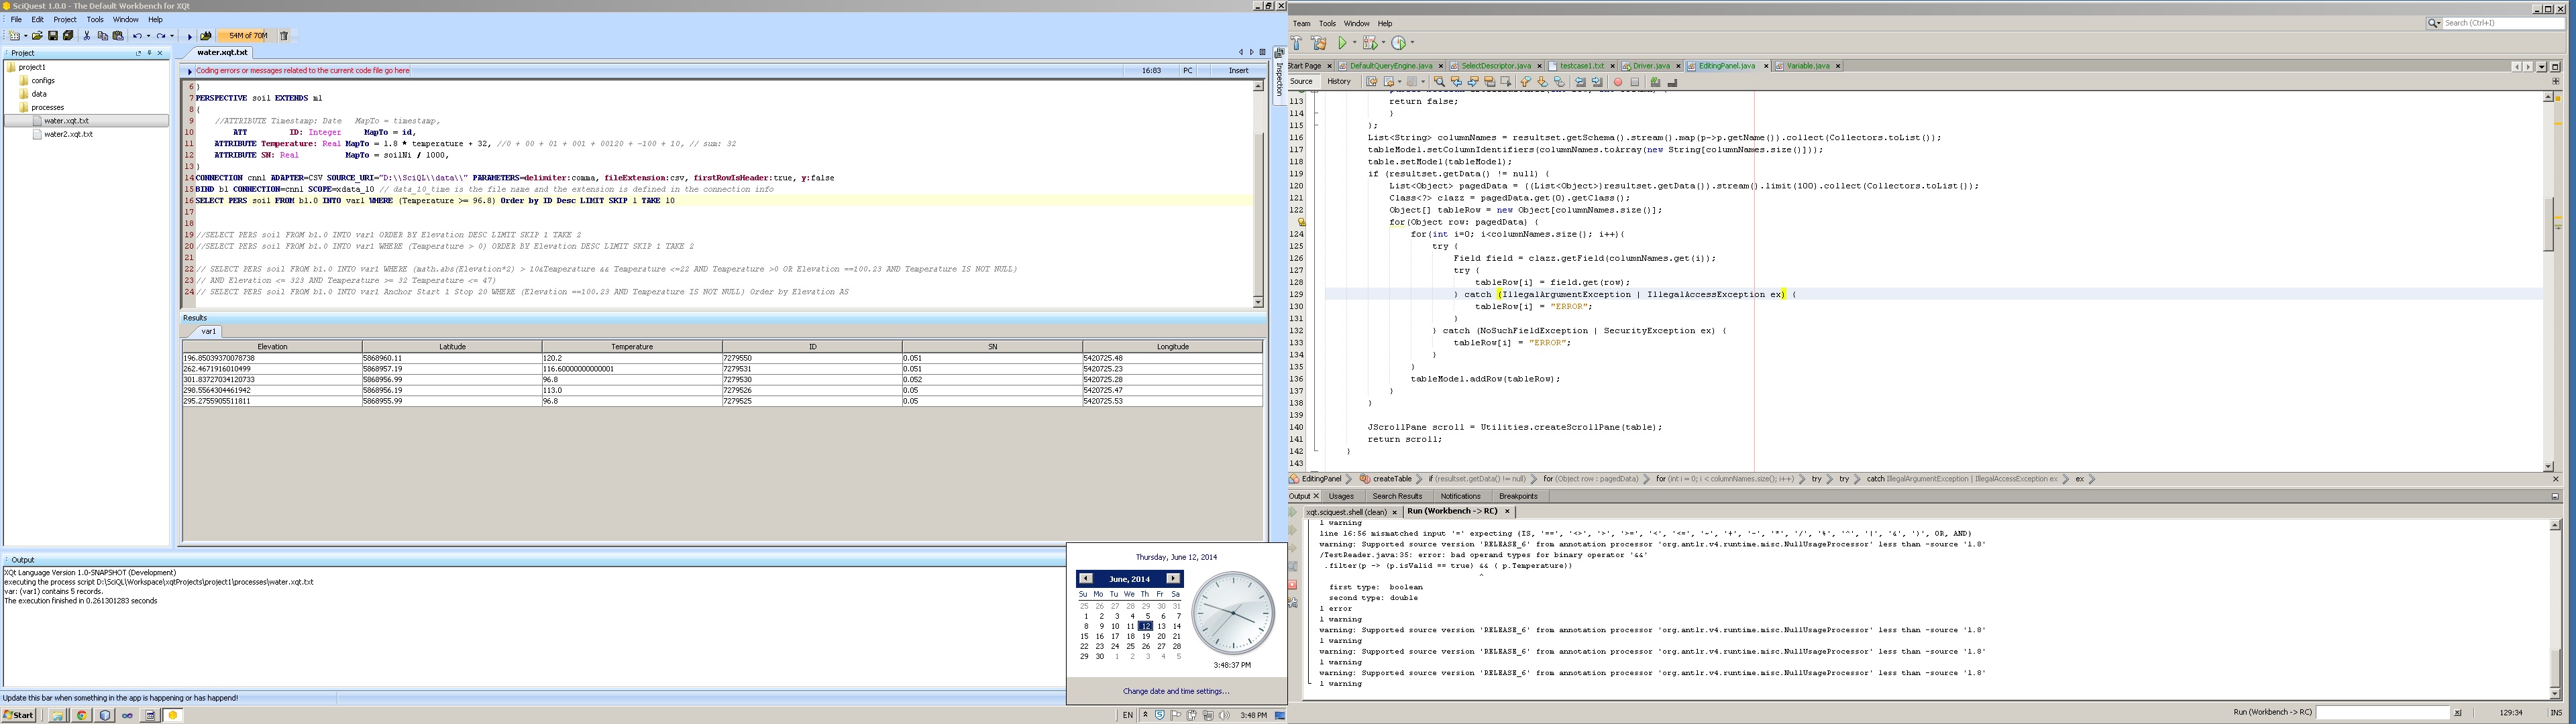 SciQuest 1.0.0 - The Default Workbench for XQt
File Edit Project Tools Window Help
54M of 70M
Project
project1
configs
data
processes
water.xqt.txt
water2.xqt.txt
water.xqt.txt
Coding errors or messages related to the current code file go here
16:83 PC Insert
Inspection
6 }
7 PERSPECTIVE soil EXTENDS m1
8 {
9 //ATTRIBUTE Timestamp: Date MapTo = timestamp,
10 ATT ID: Integer MapTo = id,
11 ATTRIBUTE Temperature: Real MapTo = 1.8 * temperature + 32, //0 + 00 + 01 + 001 + 00120 + -100 + 10, // sum: 32
12 ATTRIBUTE SN: Real MapTo = soilNi / 1000,
13 }
14 CONNECTION cnn1 ADAPTER=CSV SOURCE_URI="D:\\SciQL\\data\\" PARAMETERS=delimiter:comma, fileExtension:csv, firstRowIsHeader:true, y:false
15 BIND b1 CONNECTION=cnn1 SCOPE=xdata_10 // data_10_time is the file name and the extension is defined in the connection info
16 SELECT PERS soil FROM b1.0 INTO var1 WHERE (Temperature >= 96.8) Order by ID Desc LIMIT SKIP 1 TAKE 10
17
18
19 //SELECT PERS soil FROM b1.0 INTO var1 ORDER BY Elevation DESC LIMIT SKIP 1 TAKE 2
20 //SELECT PERS soil FROM b1.0 INTO var1 WHERE (Temperature > 0) ORDER BY Elevation DESC LIMIT SKIP 1 TAKE 2
21
22 // SELECT PERS soil FROM b1.0 INTO var1 WHERE (math.abs(Elevation*2) > 10&Temperature && Temperature <=22 AND Temperature >0 OR Elevation ==100.23 AND Temperature IS NOT NULL)
23 // AND Elevation <= 323 AND Temperature >= 32 Temperature <= 47)
24 // SELECT PERS soil FROM b1.0 INTO var1 Anchor Start 1 Stop 20 WHERE (Elevation ==100.23 AND Temperature IS NOT NULL) Order by Elevation AS
Results
var1
Elevation Latitude Temperature ID SN Longitude
196.85039370078738 5868960.11 120.2 7279550 0.051 5420725.48
262.4671916010499 5868957.19 116.60000000000001 7279531 0.051 5420725.23
301.83727034120733 5868956.99 96.8 7279530 0.052 5420725.28
298.5564304461942 5868956.19 113.0 7279526 0.05 5420725.47
295.2755905511811 5868955.99 96.8 7279525 0.05 5420725.53
Output
XQt Language Version 1.0-SNAPSHOT (Development)
executing the process script D:\SciQL\Workspace\xqtProjects\project1\processes\water.xqt.txt
var: (var1) contains 5 records.
The execution finished in 0.261301283 seconds
Update this bar when something in the app is happening or has happend!
Thursday, June 12, 2014
June, 2014
Su Mo Tu We Th Fr Sa
25 26 27 28 29 30 31
1 2 3 4 5 6 7
8 9 10 11 12 13 14
15 16 17 18 19 20 21
22 23 24 25 26 27 28
29 30 1 2 3 4 5
3:48:37 PM
Change date and time settings...
Start
EN
3:48 PM
Team Tools Window Help
Search (Ctrl+I)
Start Page DefaultQueryEngine.java SelectDescriptor.java testcase1.txt Driver.java EditingPanel.java Variable.java
Source History
113 return false;
114 }
115 };
116 List<String> columnNames = resultset.getSchema().stream().map(p->p.getName()).collect(Collectors.toList());
117 tableModel.setColumnIdentifiers(columnNames.toArray(new String[columnNames.size()]));
118 table.setModel(tableModel);
119 if (resultset.getData() != null) {
120 List<Object> pagedData = ((List<Object>)resultset.getData()).stream().limit(100).collect(Collectors.toList());
121 Class<?> clazz = pagedData.get(0).getClass();
122 Object[] tableRow = new Object[columnNames.size()];
for(Object row: pagedData) {
124 for(int i=0; i<columnNames.size(); i++){
125 try {
126 Field field = clazz.getField(columnNames.get(i));
127 try {
128 tableRow[i] = field.get(row);
129 } catch (IllegalArgumentException | IllegalAccessException ex) {
130 tableRow[i] = "ERROR";
131 }
132 } catch (NoSuchFieldException | SecurityException ex) {
133 tableRow[i] = "ERROR";
134 }
135 }
136 tableModel.addRow(tableRow);
137 }
138 }
139
140 JScrollPane scroll = Utilities.createScrollPane(table);
141 return scroll;
142 }
143
EditingPanel createTable if (resultset.getData() != null) for (Object row : pagedData) for (int i = 0; i < columnNames.size(); i++) try try catch IllegalArgumentException | IllegalAccessException ex ex
Output Usages Search Results Notifications Breakpoints
xqt.sciquest.shell (clean) Run (Workbench -> RC)
1 warning
line 16:56 mismatched input '=' expecting {IS, '==', '<>', '>', '>=', '<', '<=', '~', '+', '-', '*', '/', '%', '^', '|', '&', ')', OR, AND}
warning: Supported source version 'RELEASE_6' from annotation processor 'org.antlr.v4.runtime.misc.NullUsageProcessor' less than -source '1.8'
/TestReader.java:35: error: bad operand types for binary operator '&&'
.filter(p -> (p.isValid == true) && ( p.Temperature))
^
first type: boolean
second type: double
1 error
1 warning
warning: Supported source version 'RELEASE_6' from annotation processor 'org.antlr.v4.runtime.misc.NullUsageProcessor' less than -source '1.8'
1 warning
warning: Supported source version 'RELEASE_6' from annotation processor 'org.antlr.v4.runtime.misc.NullUsageProcessor' less than -source '1.8'
1 warning
warning: Supported source version 'RELEASE_6' from annotation processor 'org.antlr.v4.runtime.misc.NullUsageProcessor' less than -source '1.8'
1 warning
Run (Workbench -> RC)
129:34 INS